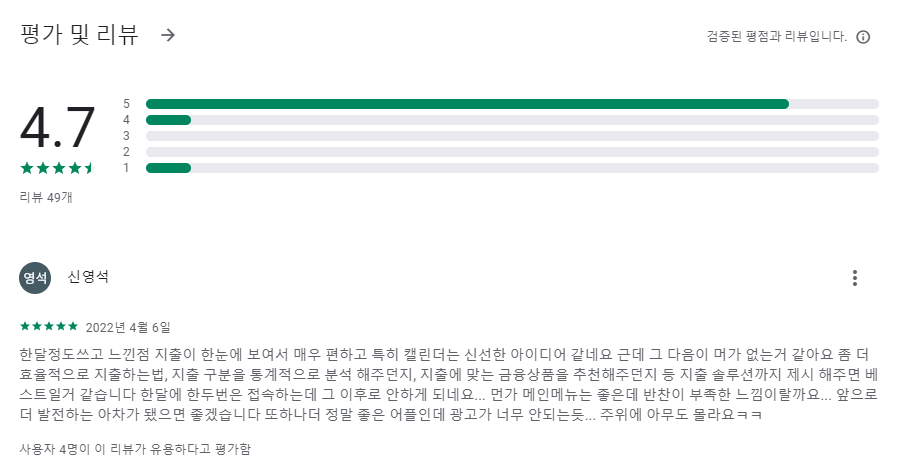 평가 및 리뷰
검증된 평점과 리뷰입니다.
4.7
5
4
3
2
1
리뷰 49개
영석
신영석
2022년 4월 6일
한달정도쓰고 느낀점 지출이 한눈에 보여서 매우 편하고 특히 캘린더는 신선한 아이디어 같네요 근데 그 다음이 머가 없는거 같아요 좀 더
효율적으로 지출하는법, 지출 구분을 통계적으로 분석 해주던지, 지출에 맞는 금융상품을 추천해주던지 등 지출 솔루션까지 제시 해주면 베
스트일거 같습니다 한달에 한두번은 접속하는데 그 이후로 안하게 되네요... 먼가 메인메뉴는 좋은데 반찬이 부족한 느낌이랄까요... 앞으로
더 발전하는 아차가 됐으면 좋겠습니다 또하나더 정말 좋은 어플인데 광고가 너무 안되는듯... 주위에 아무도 몰라요ㅋㅋ
사용자 4명이 이 리뷰가 유용하다고 평가함